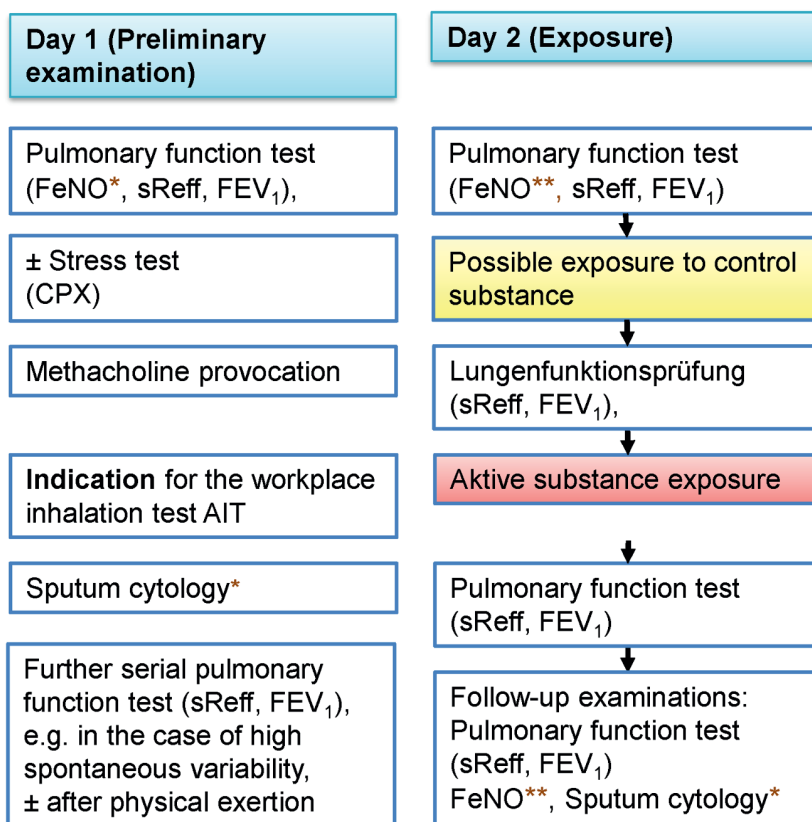 Day 1 (Preliminary
examination)
Pulmonary function test
(FeNO*, sReff, FEV₁),
± Stress test
(CPX)
Methacholine provocation
Indication for the workplace
inhalation test AIT
Sputum cytology*
Further serial pulmonary
function test (sReff, FEV₁),
e.g. in the case of high
spontaneous variability,
± after physical exertion
Day 2 (Exposure)
Pulmonary function test
(FeNO**, sReff, FEV₁)
Possible exposure to control
substance
Lungenfunktionsprüfung
(sReff, FEV₁),
Aktive substance exposure
Pulmonary function test
(sReff, FEV₁)
Follow-up examinations:
Pulmonary function test
(sReff, FEV₁)
FeNO**, Sputum cytology*